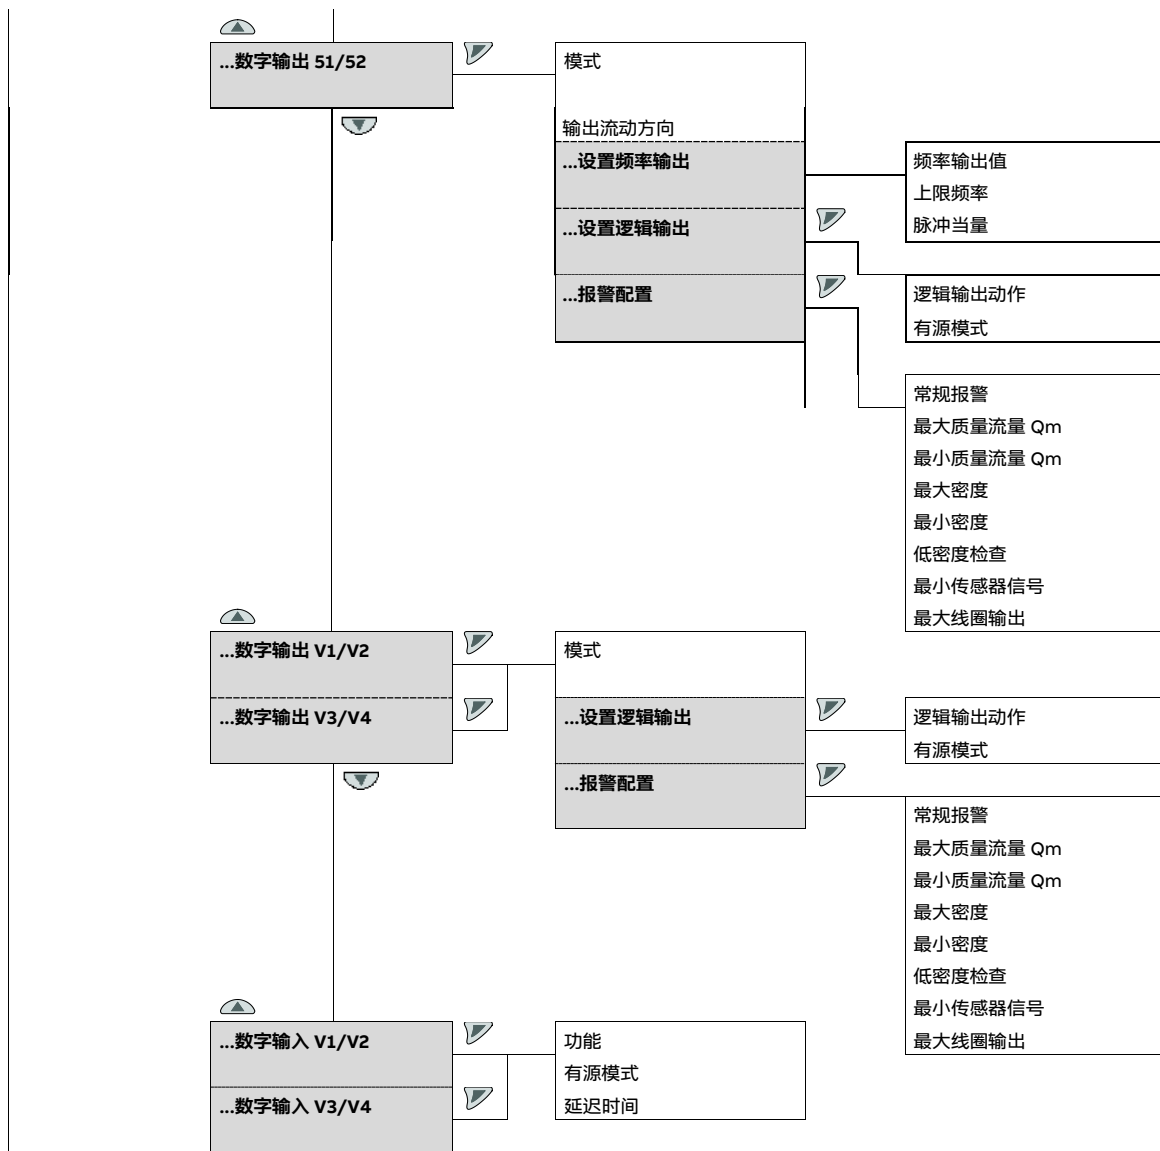 ...数字输出 51/52
模式
输出流动方向
...设置频率输出
频率输出值
上限频率
脉冲当量
...设置逻辑输出
逻辑输出动作
有源模式
...报警配置
常规报警
最大质量流量 Qm
最小质量流量 Qm
最大密度
最小密度
低密度检查
最小传感器信号
最大线圈输出
...数字输出 V1/V2
...数字输出 V3/V4
模式
...设置逻辑输出
逻辑输出动作
有源模式
...报警配置
常规报警
最大质量流量 Qm
最小质量流量 Qm
最大密度
最小密度
低密度检查
最小传感器信号
最大线圈输出
...数字输入 V1/V2
...数字输入 V3/V4
功能
有源模式
延迟时间